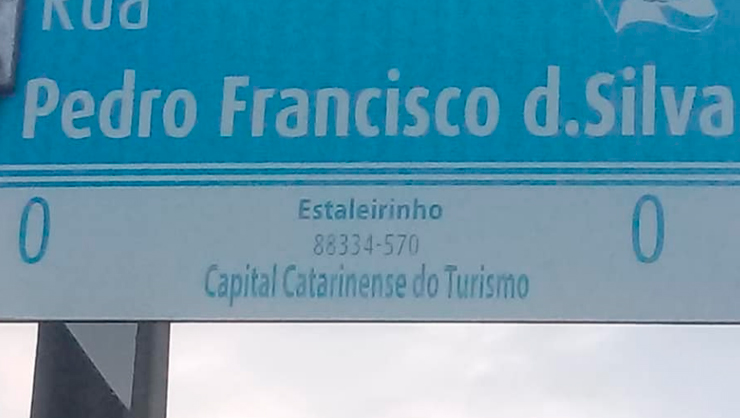 Rua
Pedro Francisco d.Silva
0 Estaleirinho 0
88334-570
Capital Catarinense do Turismo